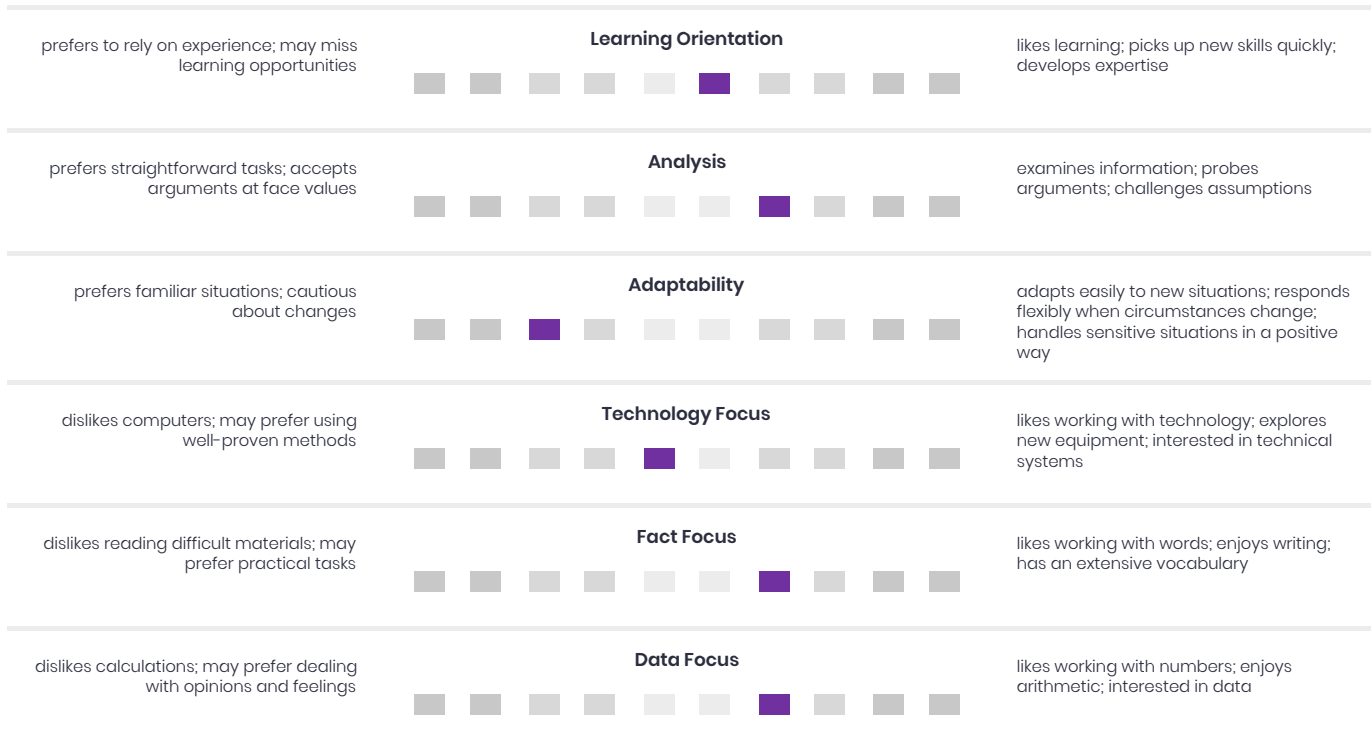 Learning Orientation
prefers to rely on experience; may miss
learning opportunities
likes learning; picks up new skills quickly;
develops expertise
Analysis
prefers straightforward tasks; accepts
arguments at face values
examines information; probes
arguments; challenges assumptions
Adaptability
prefers familiar situations; cautious
about changes
adapts easily to new situations; responds
flexibly when circumstances change;
handles sensitive situations in a positive
way
Technology Focus
dislikes computers; may prefer using
well-proven methods
likes working with technology; explores
new equipment; interested in technical
systems
Fact Focus
dislikes reading difficult materials; may
prefer practical tasks
likes working with words; enjoys writing;
has an extensive vocabulary
Data Focus
dislikes calculations; may prefer dealing
with opinions and feelings
likes working with numbers; enjoys
arithmetic; interested in data